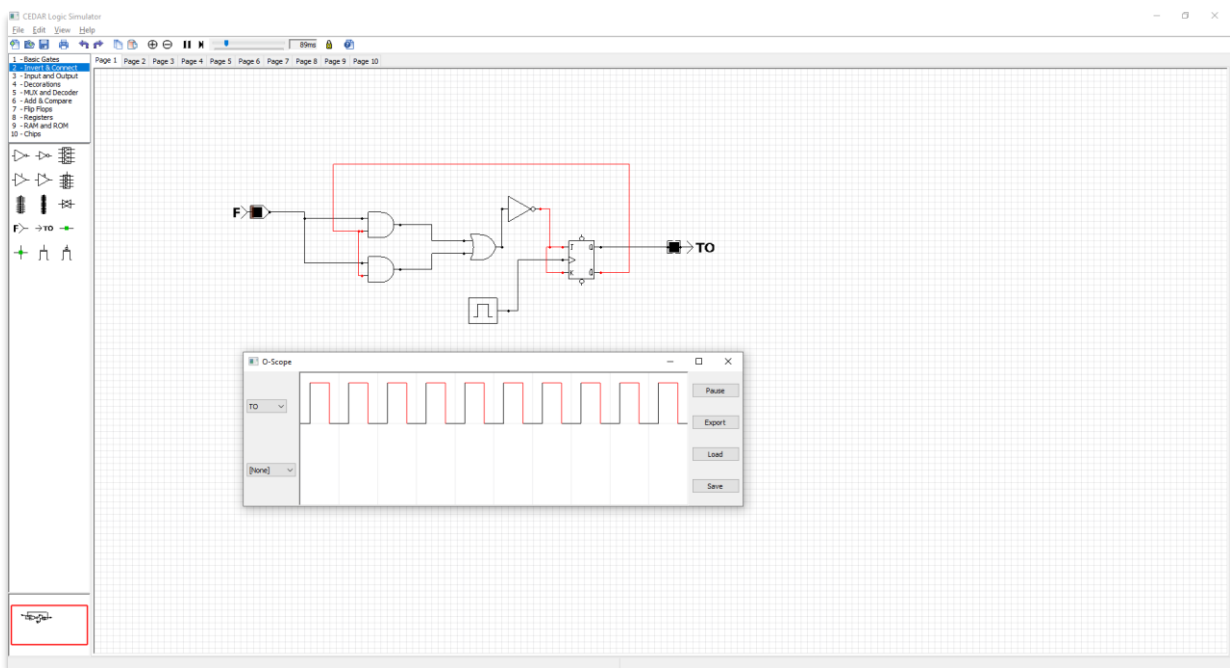 CEDAR Logic Simulator
File Edit View Help
89ms
1 - Basic Gates
2 - Invert & Connect
3 - Input and Output
4 - Decorations
5 - MUX and Decoder
6 - Add & Compare
7 - Flip Flops
8 - Registers
9 - RAM and ROM
10 - Chips
Page 1 Page 2 Page 3 Page 4 Page 5 Page 6 Page 7 Page 8 Page 9 Page 10
F TO
F
J Q
K Q
TO
O-Scope
TO
[None]
Pause
Export
Load
Save